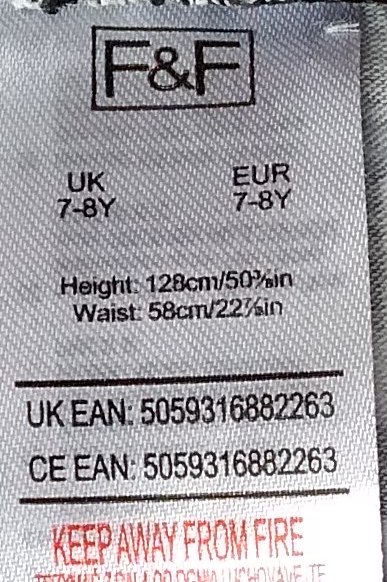 F&F
UK EUR
7-8Y 7-8Y
Height: 128cm/50⅜in
Waist: 58cm/22⅞in
UK EAN: 5059316882263
CE EAN: 5059316882263
KEEP AWAY FROM FIRE